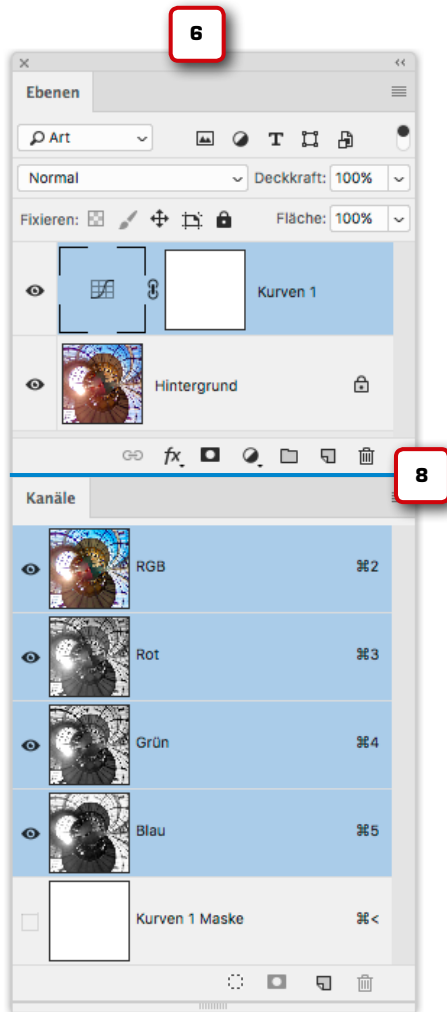 6
Ebenen
Art
Normal Deckkraft: 100%
Fixieren: Fläche: 100%
Kurven 1
Hintergrund
fx
8
Kanäle
RGB ⌘2
Rot ⌘3
Grün ⌘4
Blau ⌘5
Kurven 1 Maske ⌘<